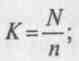 K = N/n;